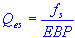 Q_es = f_s / EBP